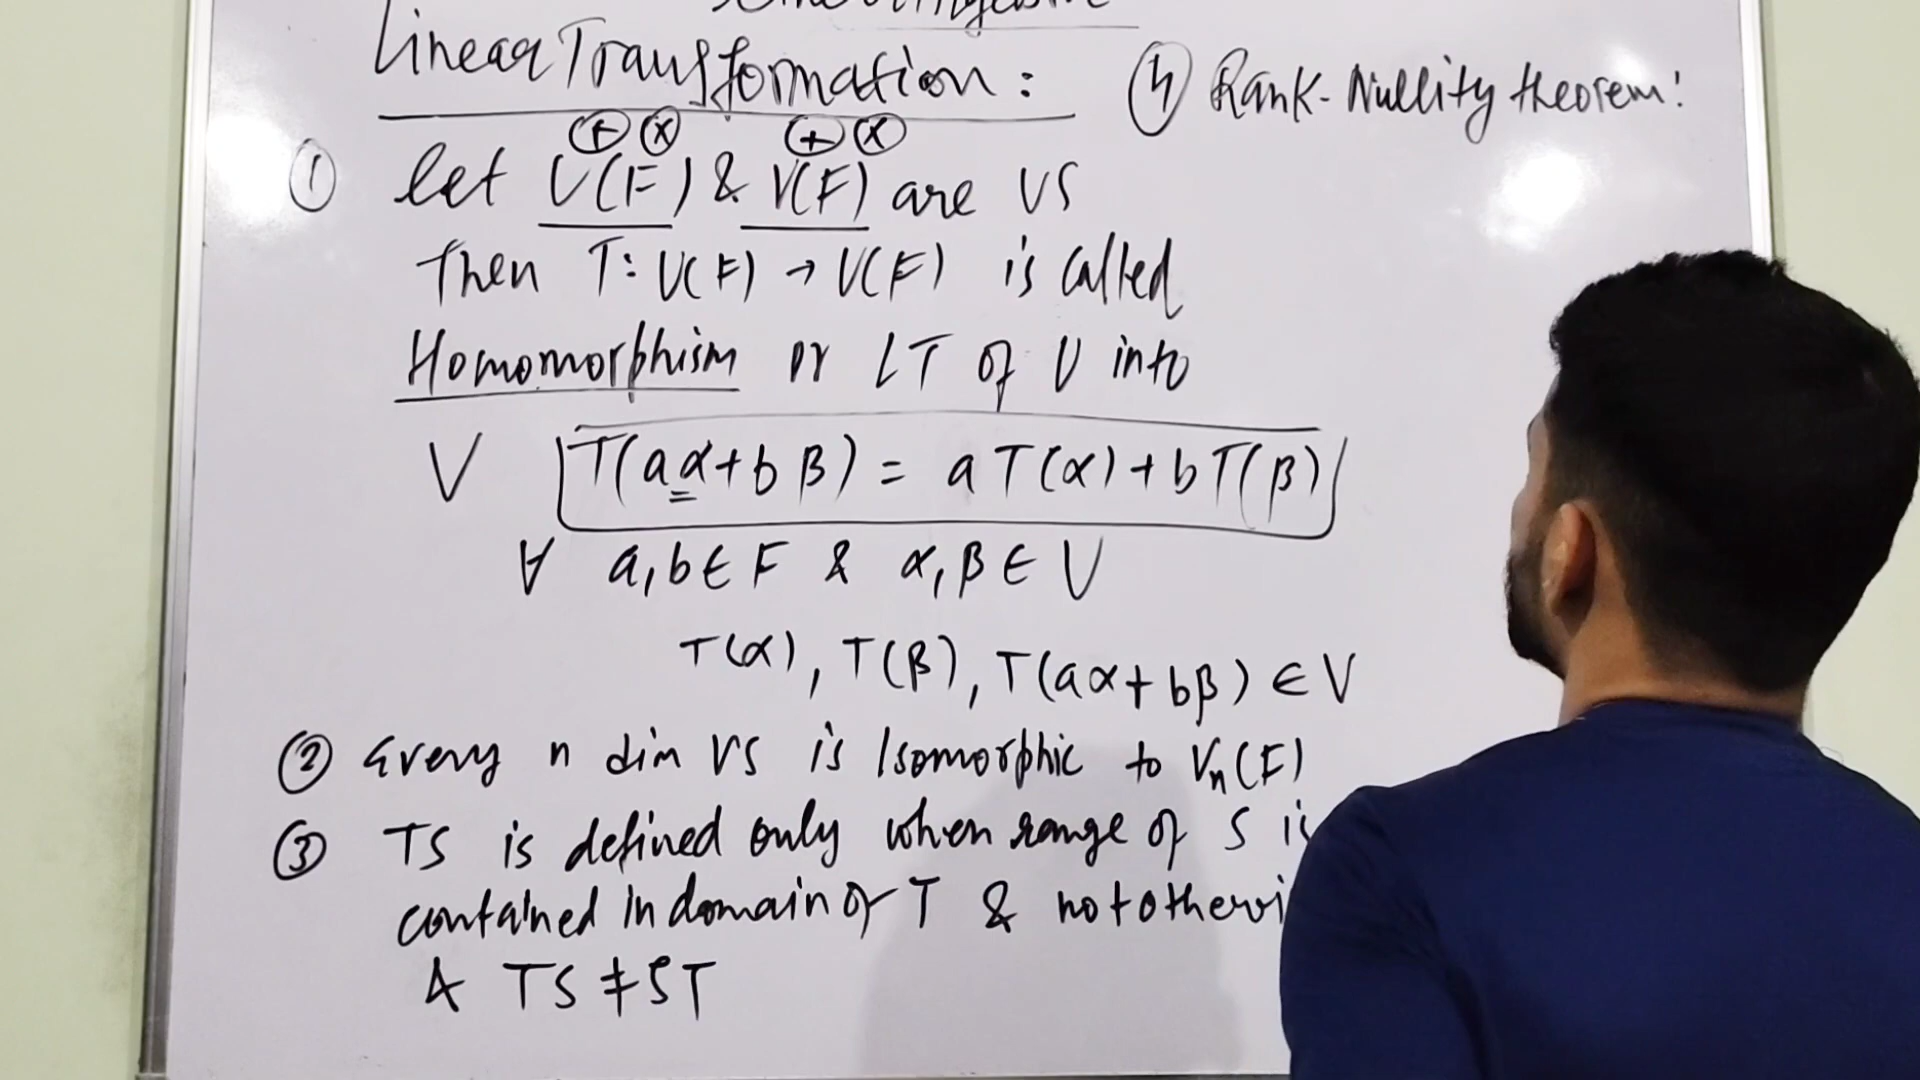 Linear Transformation:
⊕ ⊗ ⊕ ⊗
① let U(F) & V(F) are VS
then T: U(F) → V(F) is called
Homomorphism or LT of U into
V T(aα+bβ) = aT(α)+bT(β)
∀ a,b∈F & α,β∈U
T(α), T(β), T(aα+bβ) ∈ V
② Every n dim VS is Isomorphic to Vn(F)
③ TS is defined only when range of S is
contained in domain of T & not otherwi
& TS ≠ ST
④ Rank-Nullity theorem: